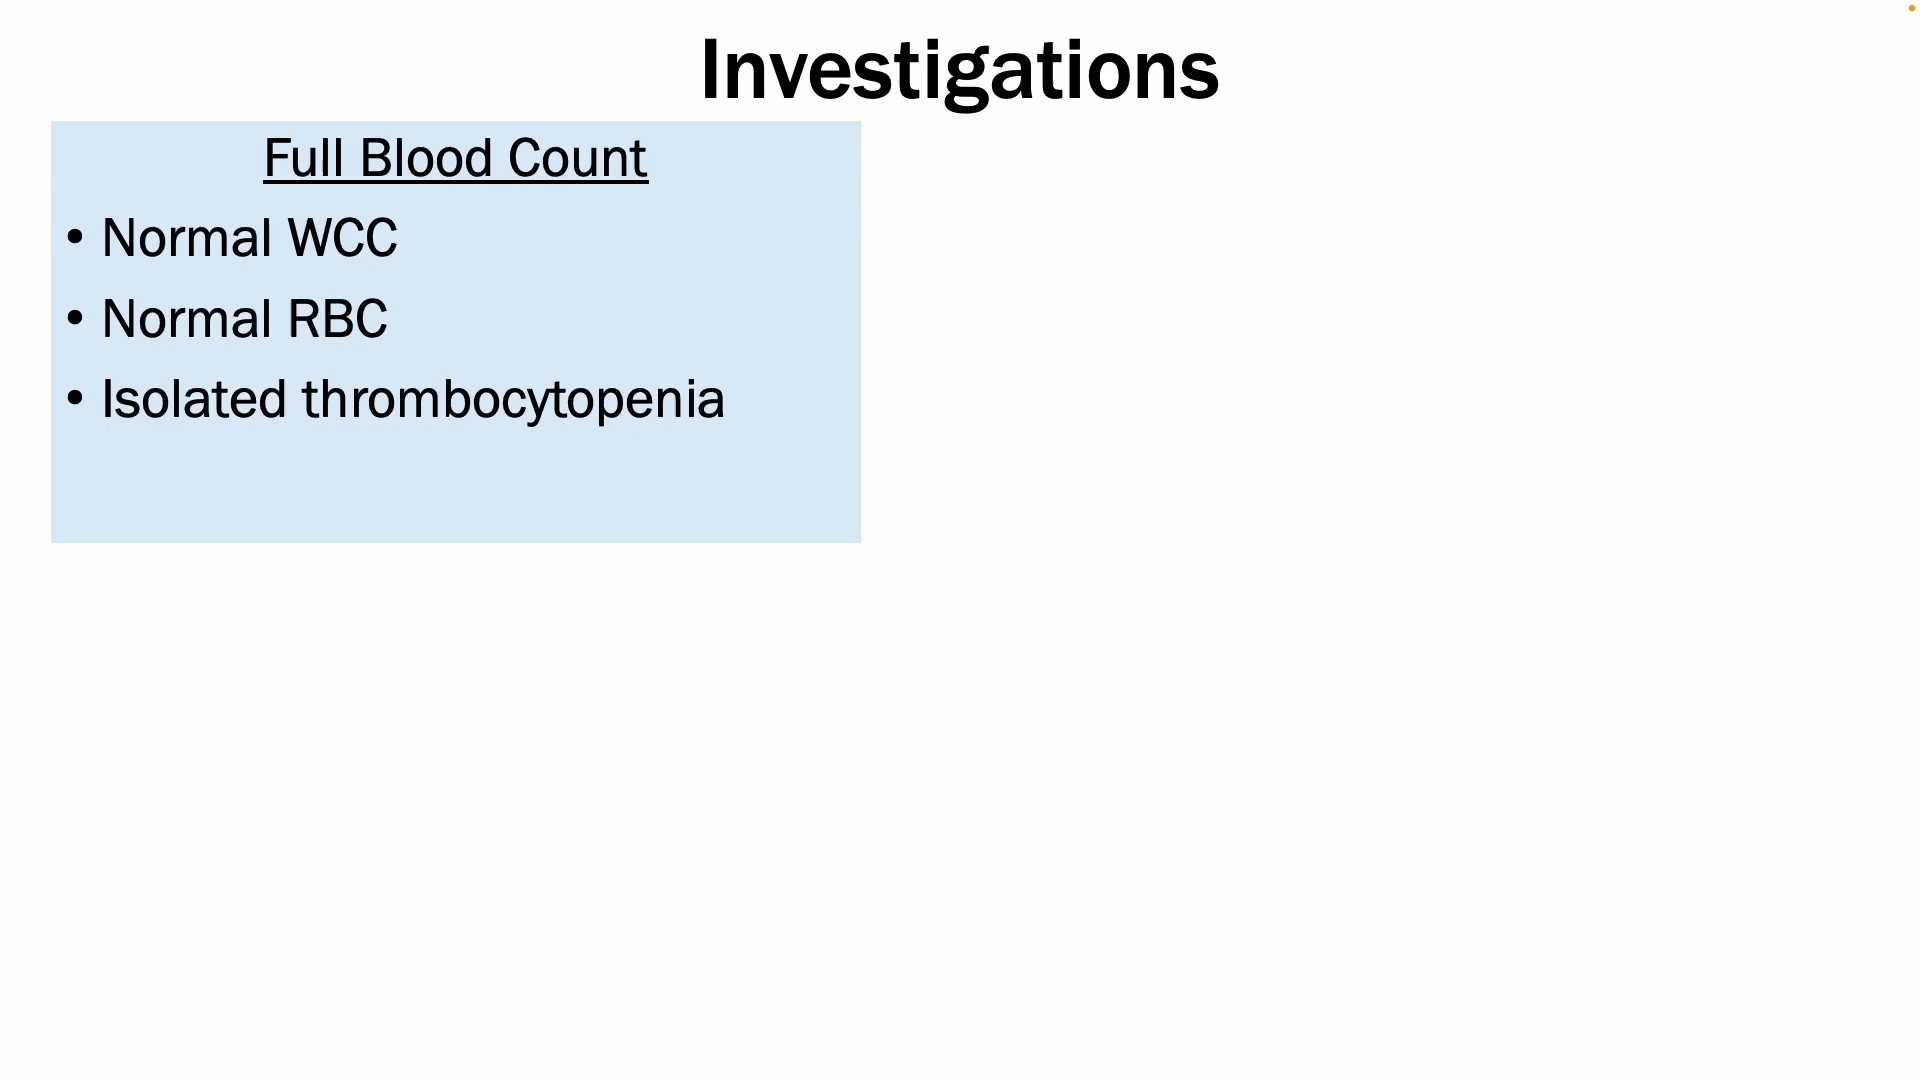 Investigations
Full Blood Count
• Normal WCC
• Normal RBC
• Isolated thrombocytopenia